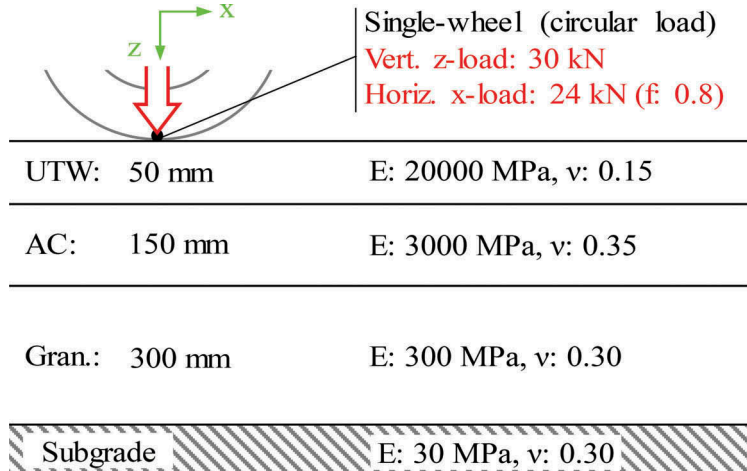 x
z
Single-wheel (circular load)
Vert. z-load: 30 kN
Horiz. x-load: 24 kN (f: 0.8)
UTW: 50 mm E: 20000 MPa, ν: 0.15
AC: 150 mm E: 3000 MPa, ν: 0.35
Gran.: 300 mm E: 300 MPa, ν: 0.30
Subgrade E: 30 MPa, ν: 0.30